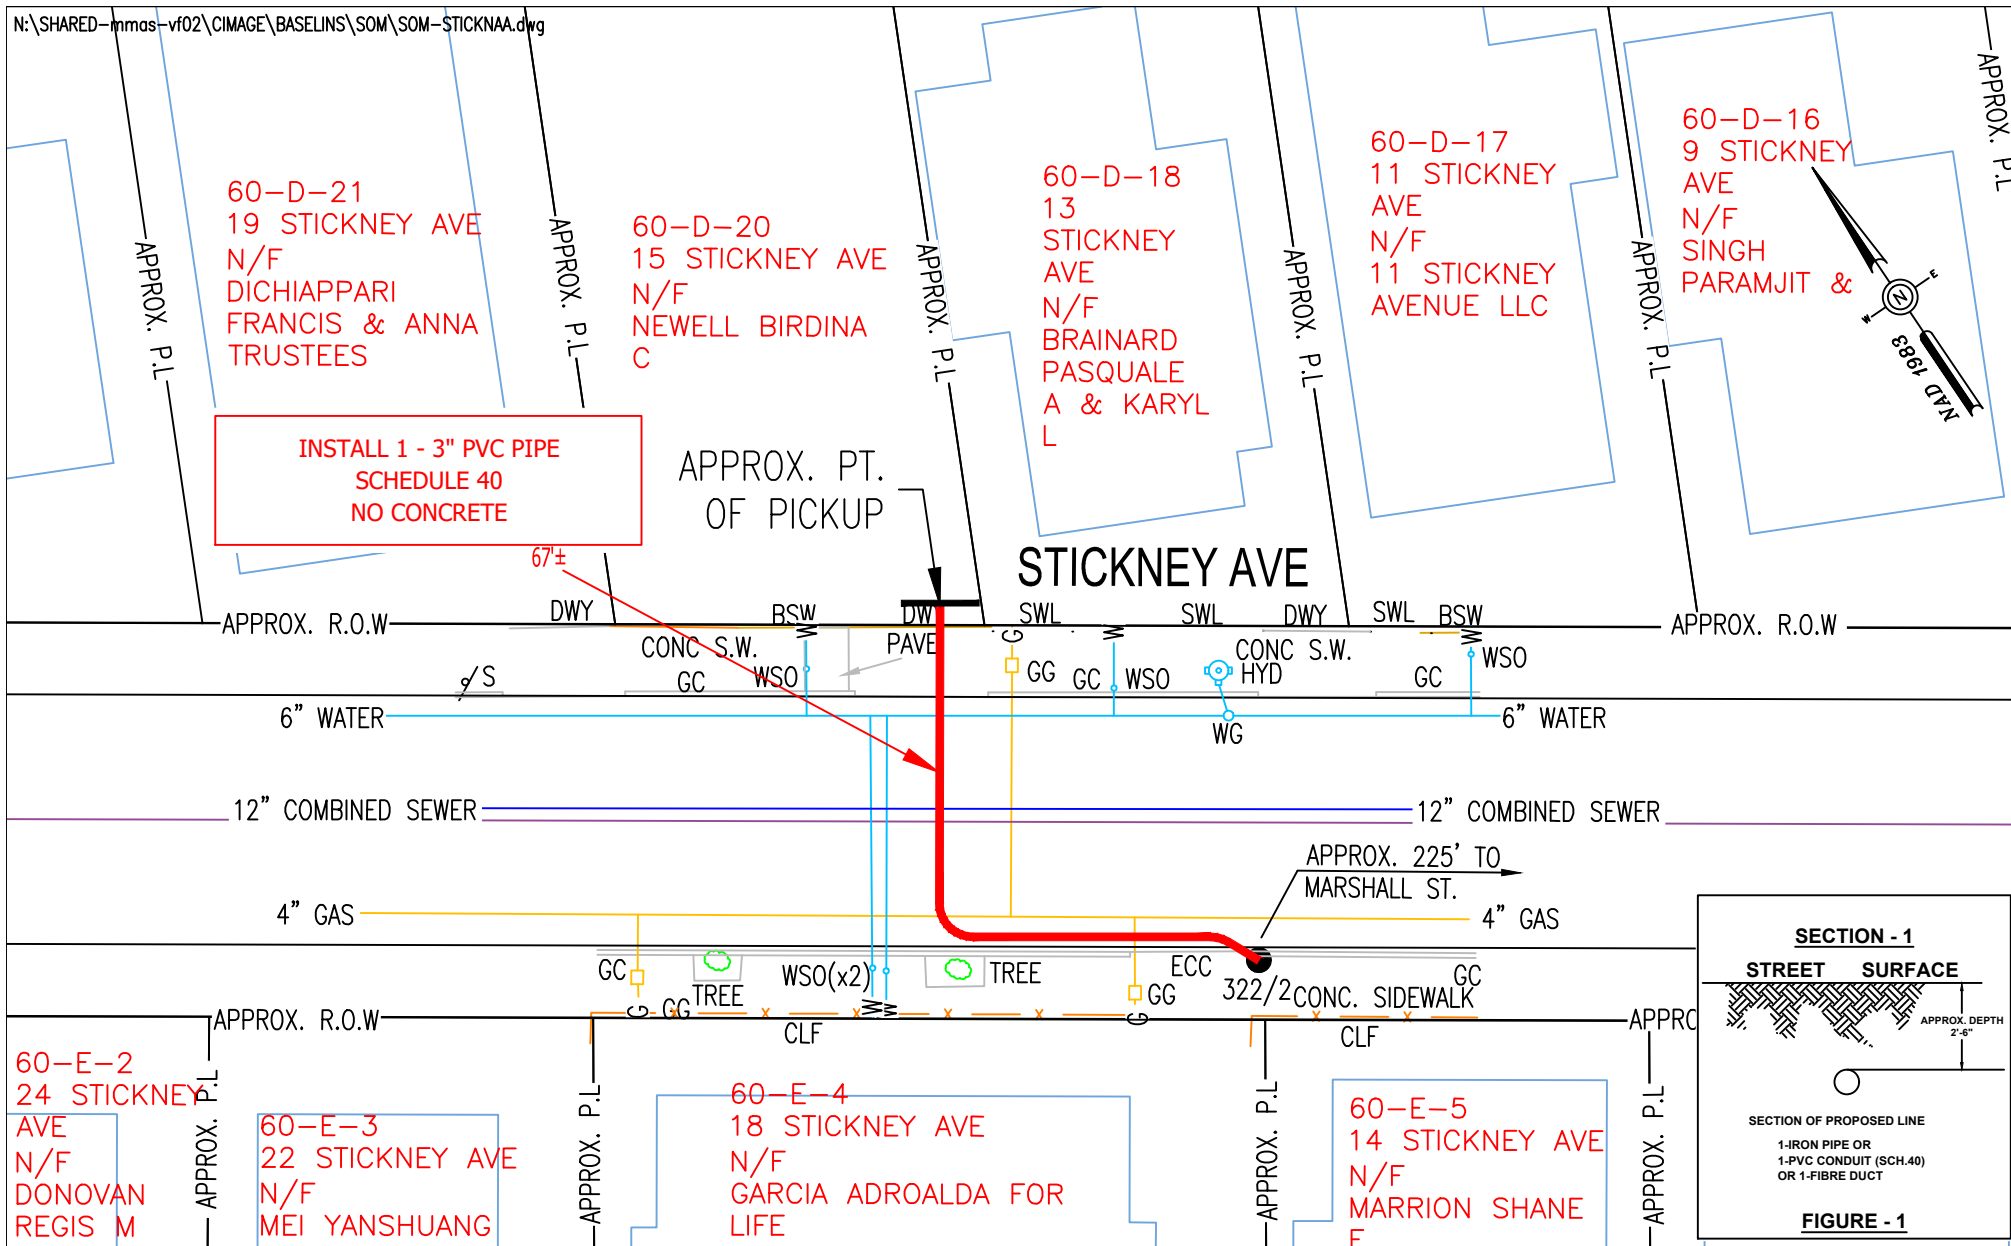 N:\SHARED-mmas-vf02\CIMAGE\BASELINS\SOM\SOM-STICKNAA.dwg
APPROX. P.L
60-D-21
19 STICKNEY AVE
N/F
DICHIAPPARI
FRANCIS & ANNA
TRUSTEES
APPROX. P.L
60-D-20
15 STICKNEY AVE
N/F
NEWELL BIRDINA
C
APPROX. P.L
60-D-18
13
STICKNEY
AVE
N/F
BRAINARD
PASQUALE
A & KARYL
L
APPROX. P.L
60-D-17
11 STICKNEY
AVE
N/F
11 STICKNEY
AVENUE LLC
APPROX. P.L
60-D-16
9 STICKNEY
AVE
N/F
SINGH
PARAMJIT &
APPROX. P.L
E
N
W
NAD 1983
INSTALL 1 - 3" PVC PIPE
SCHEDULE 40
NO CONCRETE
APPROX. PT.
OF PICKUP
67'±
STICKNEY AVE
APPROX. R.O.W
DWY
BSW
DW
SWL
SWL
DWY
SWL
BSW
APPROX. R.O.W
W
G
W
W
CONC S.W.
PAVE
CONC S.W.
WSO
S
GC
WSO
GG
GC
WSO
HYD
GC
6" WATER
WG
6" WATER
12" COMBINED SEWER
12" COMBINED SEWER
APPROX. 225' TO
MARSHALL ST.
4" GAS
4" GAS
GC
TREE
WSO(x2)
TREE
ECC
GG
322/2
CONC. SIDEWALK
GC
APPROX. R.O.W
G
GG
W
W
G
CLF
CLF
APPRO
60-E-2
24 STICKNEY
AVE
N/F
DONOVAN
REGIS M
APPROX. P.L
60-E-3
22 STICKNEY AVE
N/F
MEI YANSHUANG
APPROX. P.L
60-E-4
18 STICKNEY AVE
N/F
GARCIA ADROALDA FOR
LIFE
APPROX. P.L
60-E-5
14 STICKNEY AVE
N/F
MARRION SHANE
APPROX. P.L
SECTION - 1
STREET SURFACE
APPROX. DEPTH
2'-6"
SECTION OF PROPOSED LINE
1-IRON PIPE OR
1-PVC CONDUIT (SCH.40)
OR 1-FIBRE DUCT
FIGURE - 1